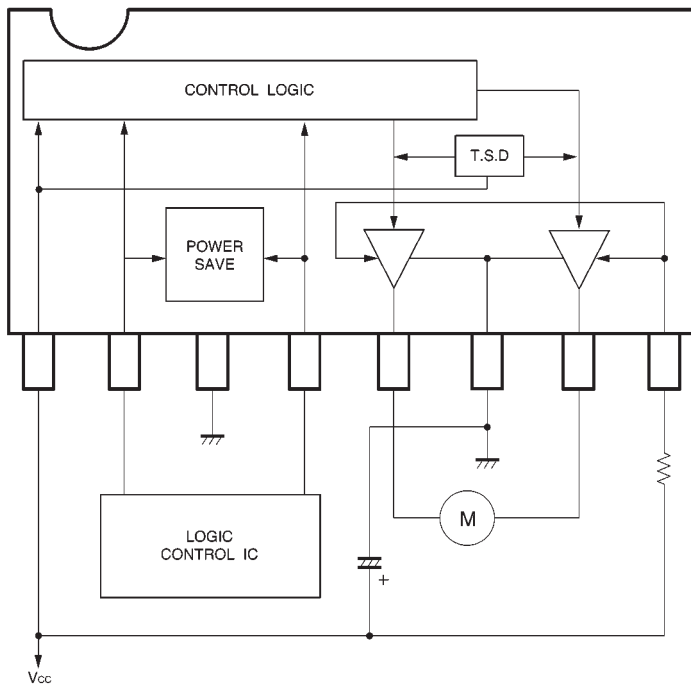 CONTROL LOGIC
T.S.D
POWER
SAVE
LOGIC
CONTROL IC
M
+
Vcc